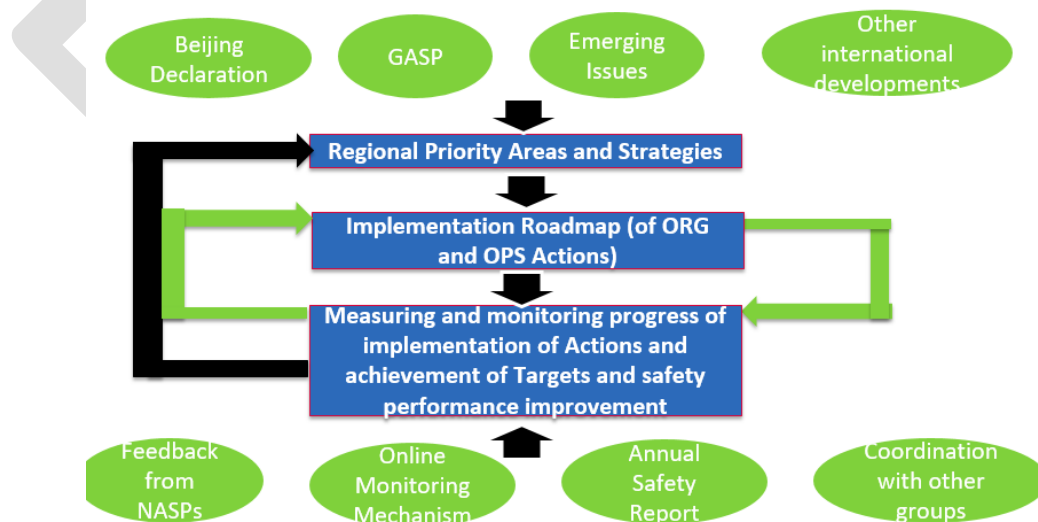 Beijing
Declaration
GASP
Emerging
Issues
Other
international
developments
Regional Priority Areas and Strategies
Implementation Roadmap (of ORG
and OPS Actions)
Measuring and monitoring progress of
implementation of Actions and
achievement of Targets and safety
performance improvement
Feedback
from
NASPs
Online
Monitoring
Mechanism
Annual
Safety
Report
Coordination
with other
groups